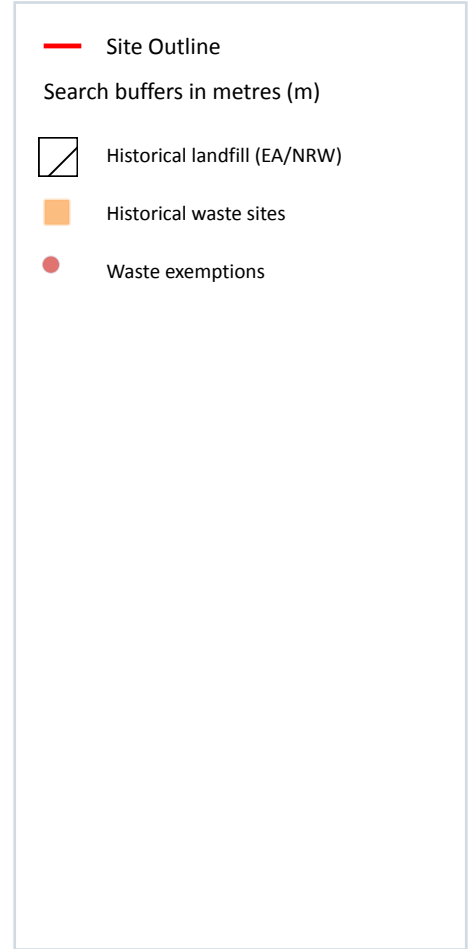 Site Outline
Search buffers in metres (m)
Historical landfill (EA/NRW)
Historical waste sites
Waste exemptions